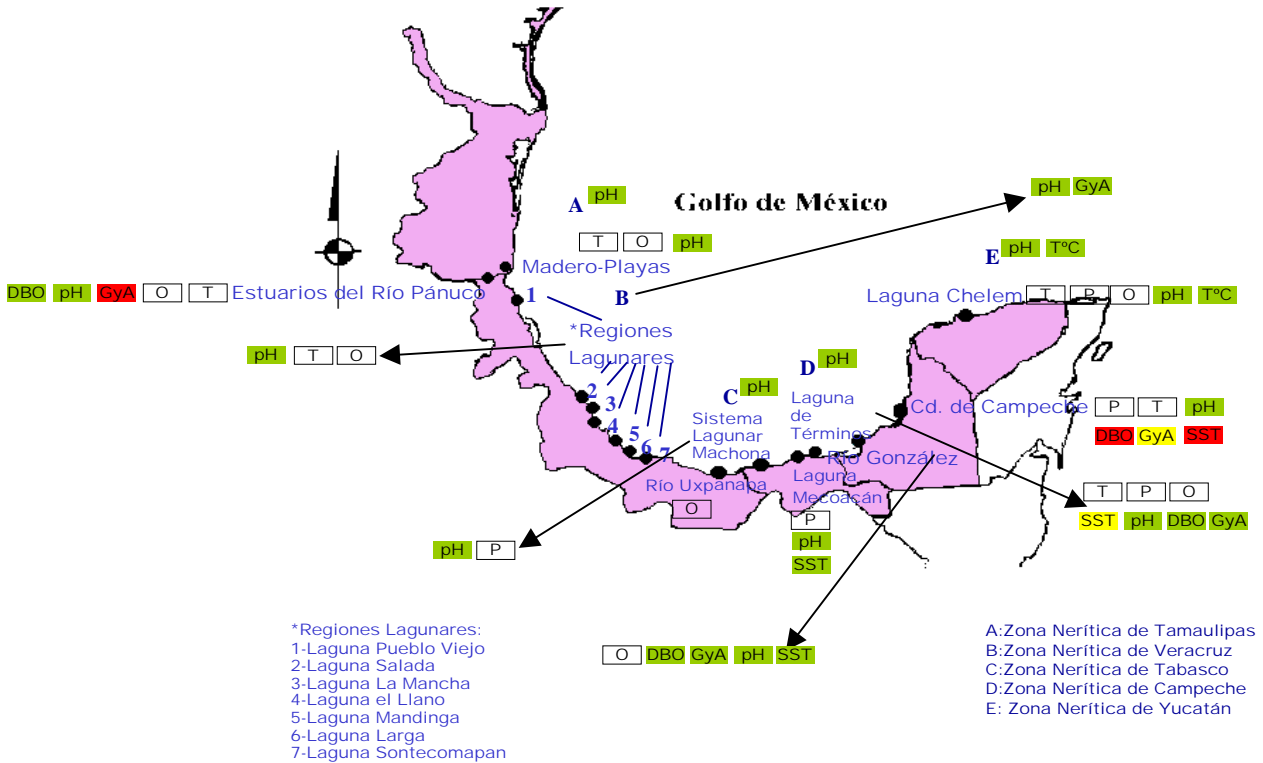 pH
A
Golfo de México
pH GyA
T O pH
E pH TºC
Madero-Playas
DBO pH GyA O T Estuarios del Río Pánuco
1
B
Laguna Chelem T P O pH TºC
*Regiones
Lagunares
pH T O
D pH
C pH
2
3
4
5
6
7
Laguna
de
Términos
Cd. de Campeche P T pH
DBO GyA SST
Sistema
Lagunar
Machona
Río González
Río Uxpanapa
O
Laguna
Mecoacán
P
pH
SST
T P O
SST pH DBO GyA
pH P
O DBO GyA pH SST
*Regiones Lagunares:
1-Laguna Pueblo Viejo
2-Laguna Salada
3-Laguna La Mancha
4-Laguna el Llano
5-Laguna Mandinga
6-Laguna Larga
7-Laguna Sontecomapan
A:Zona Nerítica de Tamaulipas
B:Zona Nerítica de Veracruz
C:Zona Nerítica de Tabasco
D:Zona Nerítica de Campeche
E: Zona Nerítica de Yucatán